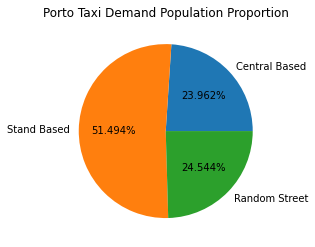 Porto Taxi Demand Population Proportion
Central Based
23.962%
Stand Based
51.494%
24.544%
Random Street